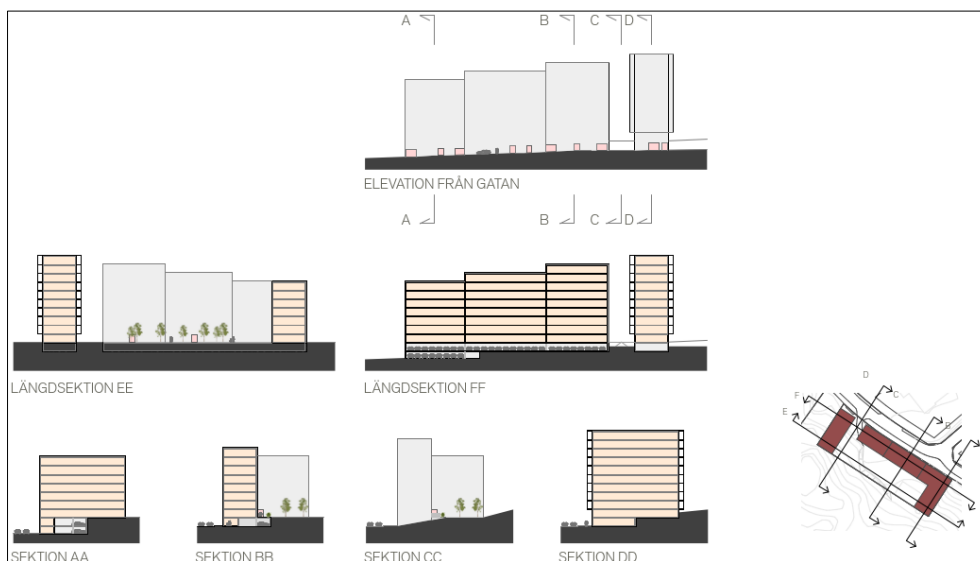 A B C D
ELEVATION FRÅN GATAN
A B C D
LÄNGDSEKTION EE
LÄNGDSEKTION FF
D
F C
E B
SEKTION AA
SEKTION BB
SEKTION CC
SEKTION DD